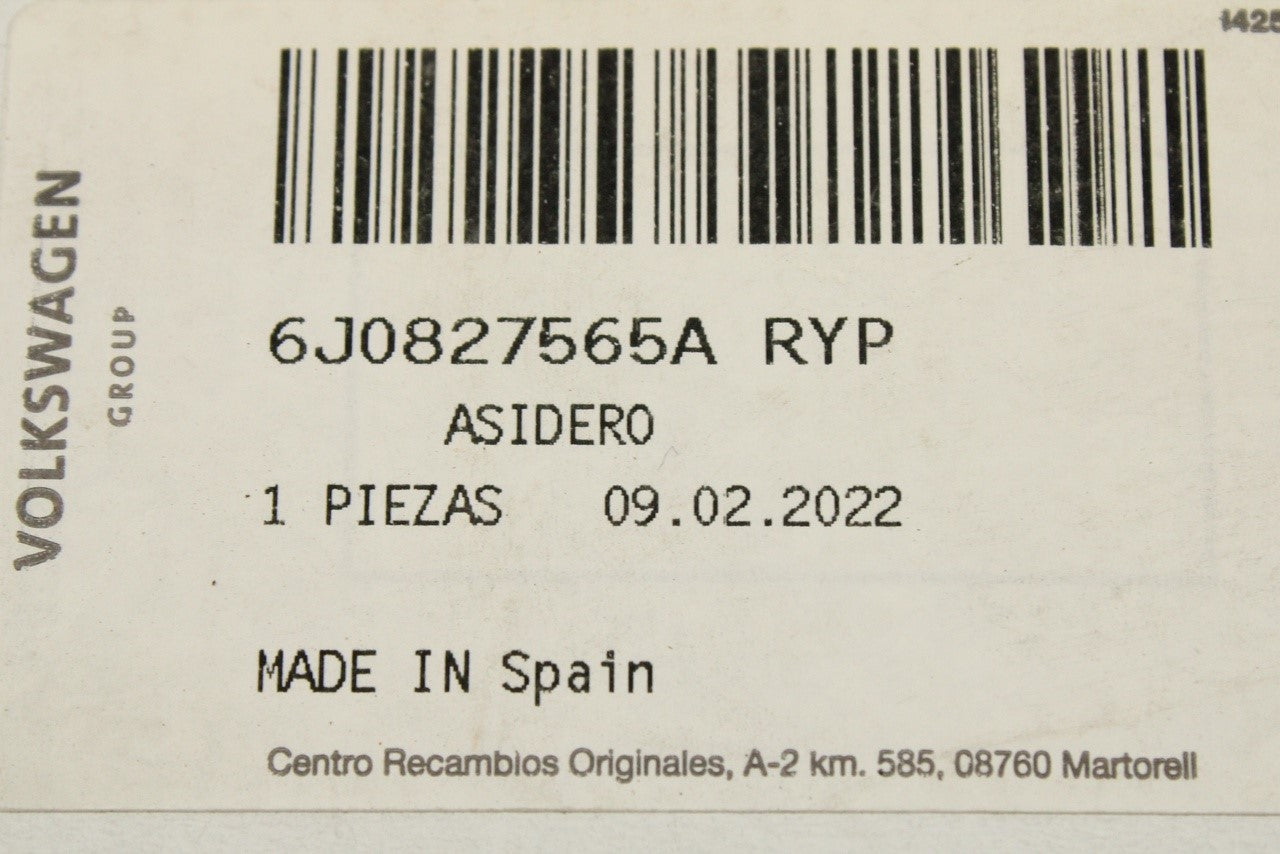 VOLKSWAGEN
GROUP
6J0827565A RYP
ASIDERO
1 PIEZAS 09.02.2022
MADE IN Spain
Centro Recambios Originales, A-2 km. 585, 08760 Martorell